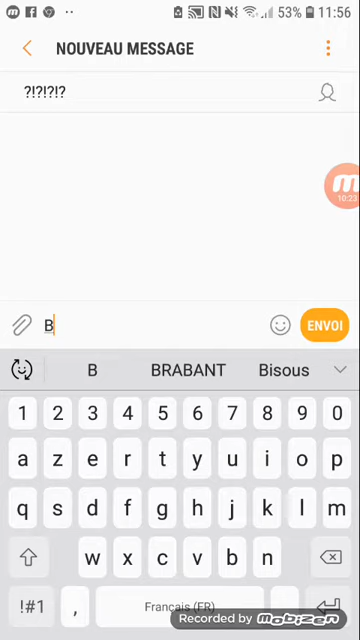 53% 11:56
NOUVEAU MESSAGE
?!?!?!?
10:23
B
ENVOI
B BRABANT Bisous
1 2 3 4 5 6 7 8 9 0
a z e r t y u i o p
q s d f g h j k l m
w x c v b n
!#1 , Français (FR)
Recorded by mobizen